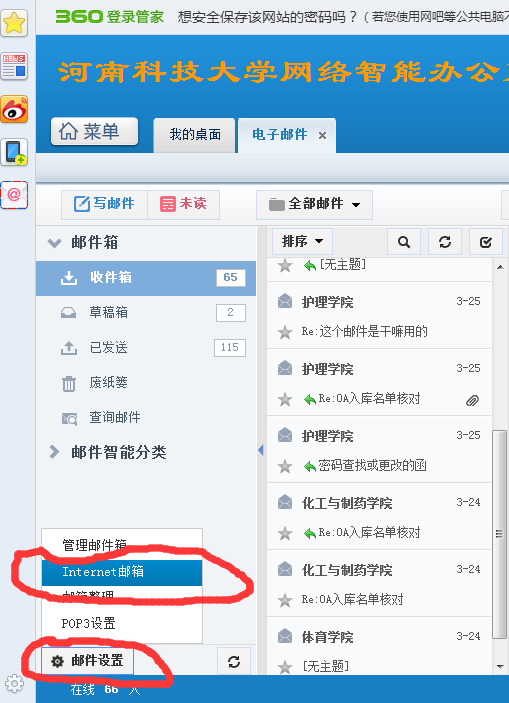 360 登录管家 想安全保存该网站的密码吗？（若您使用网吧等公共电脑
NEWS
河南科技大学网络智能办公
菜单 我的桌面 电子邮件 ×
@
写邮件 未读 全部邮件
邮件箱 排序
[无主题]
收件箱 65
护理学院 3-25
草稿箱 2
Re:这个邮件是干嘛用的
已发送 115
护理学院 3-25
废纸篓
Re:OA入库名单核对
查询邮件
护理学院 3-25
邮件智能分类
密码查找或更改的函
化工与制药学院 3-24
Re:OA入库名单核对
管理邮件箱
Internet邮箱
化工与制药学院 3-24
邮箱整理
Re:OA入库名单核对
POP3设置
体育学院 3-24
邮件设置
[无主题]
在线 66 人